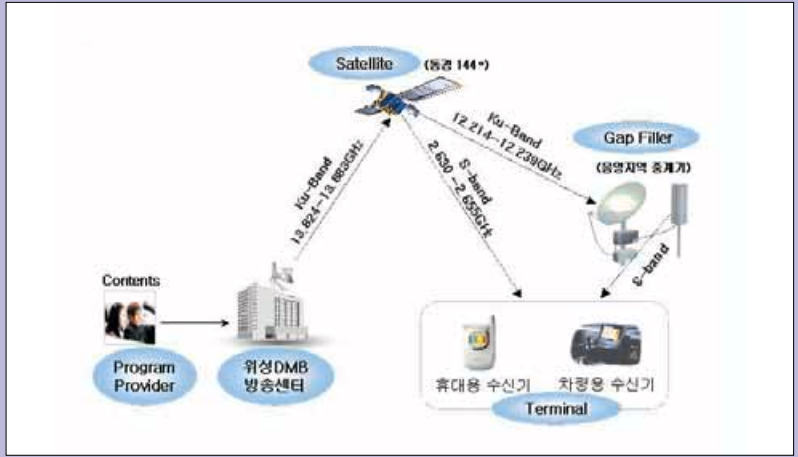 Satellite (동경 144°)
Ku-Band
12.214~12.239GHz
Gap Filler
(음영지역 중계기)
Ku-Band
13.824~13.883GHz
S-band
2.630 ~2.655GHz
S-band
Contents
Program
Provider
위성DMB
방송센터
휴대용 수신기 차량용 수신기
Terminal